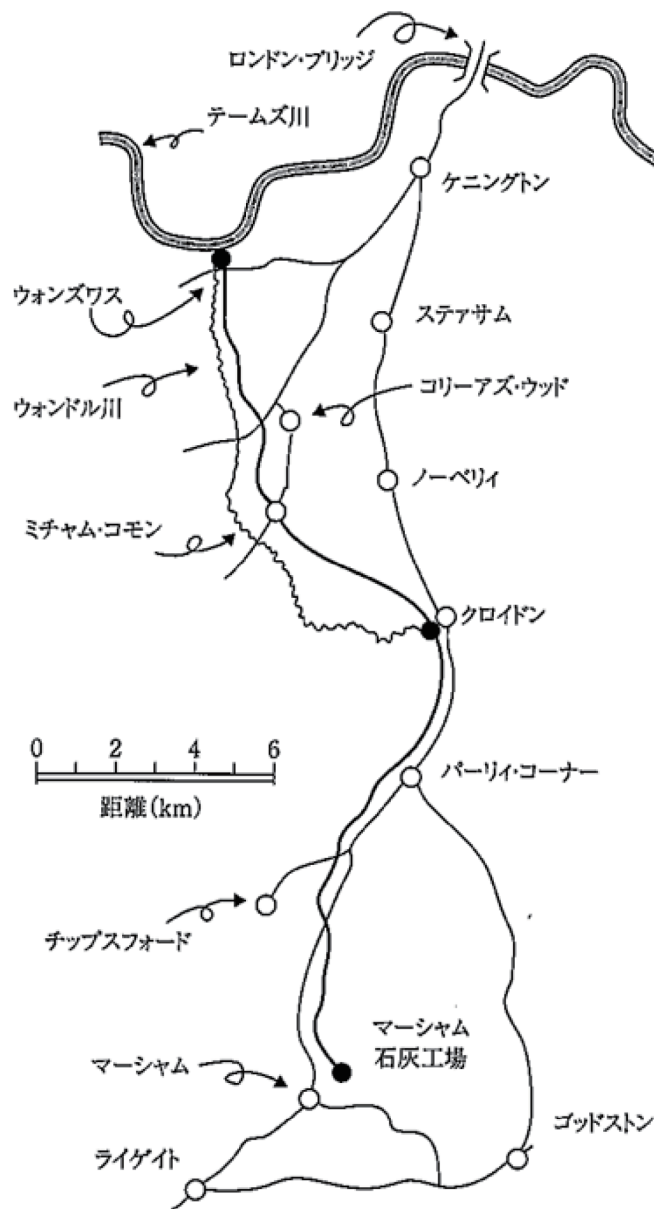 ロンドン・ブリッジ
テームズ川
ケニングトン
ウォンズワス
ステァサム
ウォンドル川
コリーアズ・ウッド
ノーベリィ
ミチャム・コモン
クロイドン
0 2 4 6
距離(km)
パーリィ・コーナー
チップスフォード
マーシャム
石灰工場
マーシャム
ゴッドストン
ライゲイト